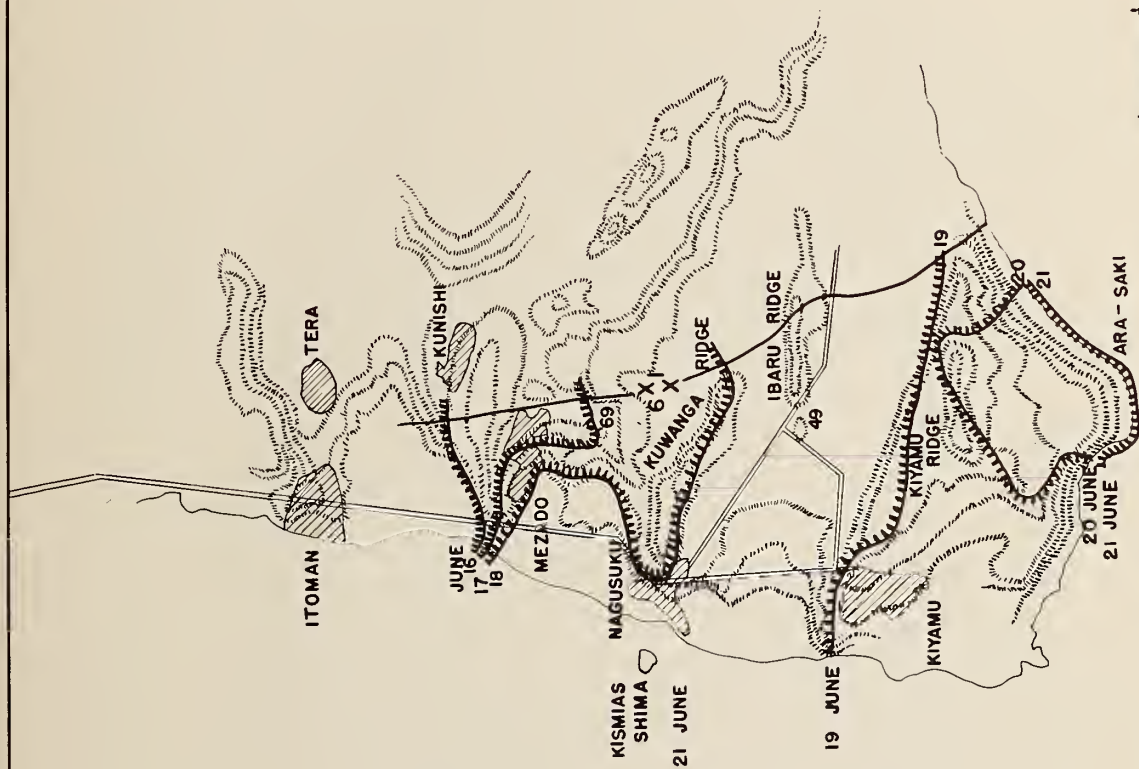 ITOMAN
TERA
KUNISHI
JUNE 16
17
18
MEZADO
69
6 X X 1
KUWANGA
RIDGE
NAGUSUKU
KISMIAS
SHIMA
21 JUNE
IBARU RIDGE
49
19 JUNE
KIYAMU
KIYAMU
RIDGE
19
20
21
20 JUNE
21 JUNE
ARA-SAKI